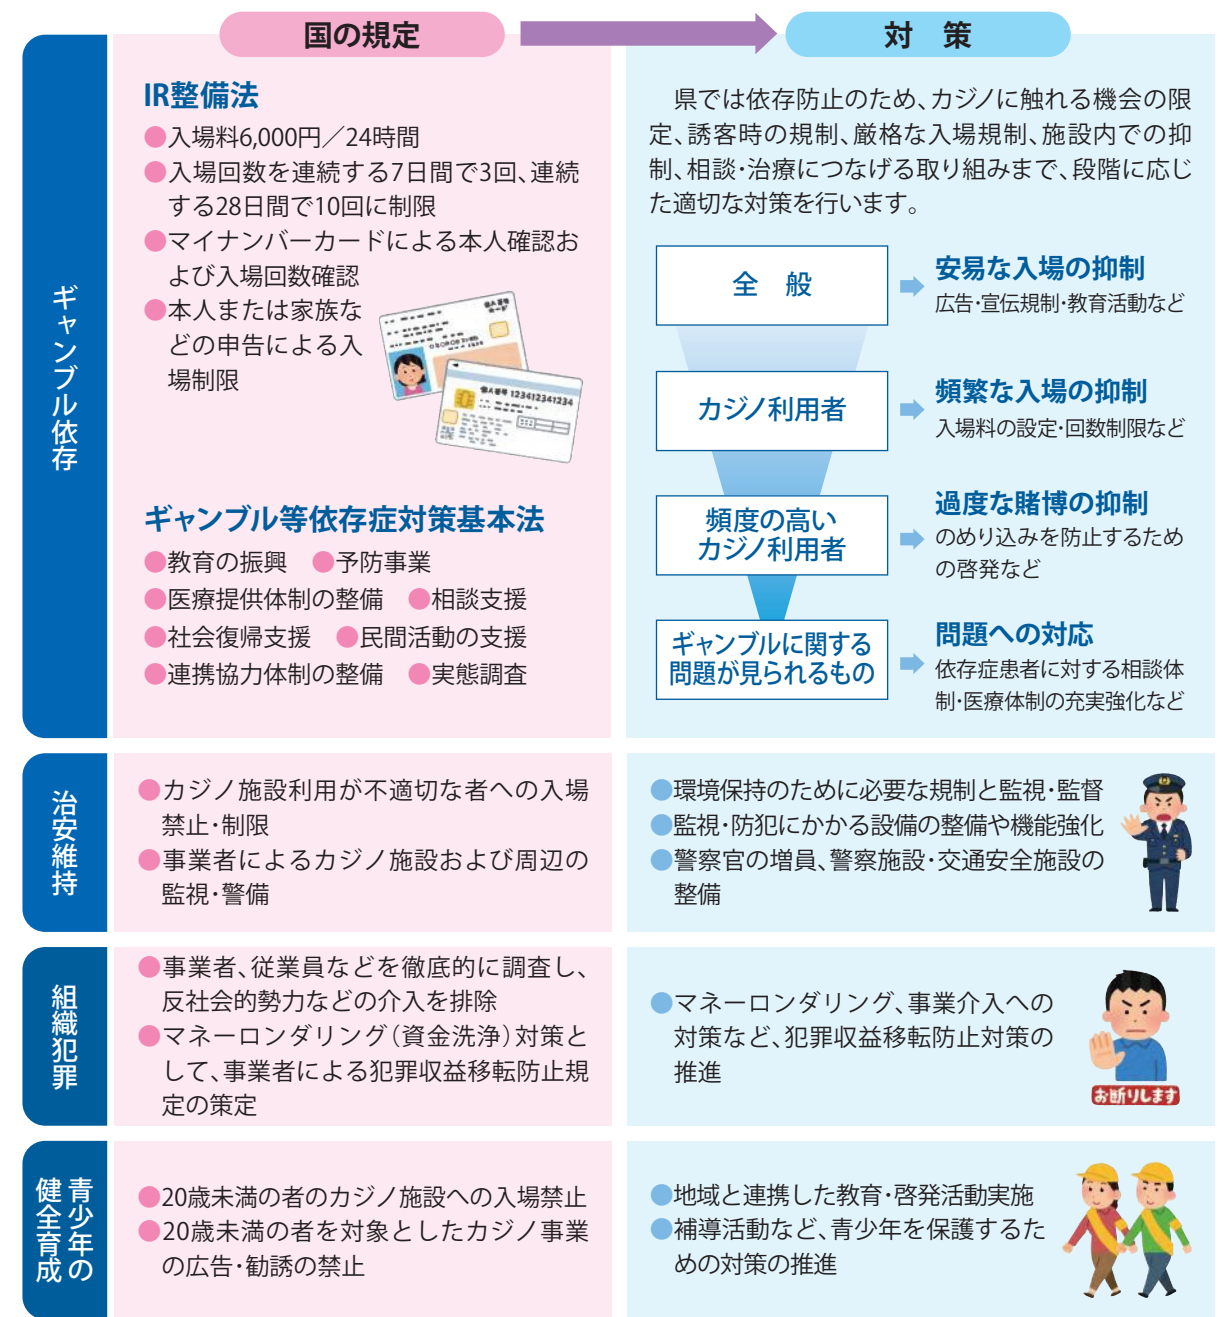 国の規定
対　策
ギャンブル依存
IR整備法
●入場料6,000円／24時間
●入場回数を連続する7日間で3回、連続
する28日間で10回に制限
●マイナンバーカードによる本人確認お
よび入場回数確認
●本人または家族な
どの申告による入
場制限
個人番号
カード
個人番号 123412341234
ギャンブル等依存症対策基本法
●教育の振興　●予防事業
●医療提供体制の整備　●相談支援
●社会復帰支援　●民間活動の支援
●連携協力体制の整備　●実態調査
県では依存防止のため、カジノに触れる機会の限
定、誘客時の規制、厳格な入場規制、施設内での抑
制、相談・治療につなげる取り組みまで、段階に応じ
た適切な対策を行います。
全　般
安易な入場の抑制
広告・宣伝規制・教育活動など
カジノ利用者
頻繁な入場の抑制
入場料の設定・回数制限など
頻度の高い
カジノ利用者
過度な賭博の抑制
のめり込みを防止するため
の啓発など
ギャンブルに関する
問題が見られるもの
問題への対応
依存症患者に対する相談体
制・医療体制の充実強化など
治安維持
●カジノ施設利用が不適切な者への入場
禁止・制限
●事業者によるカジノ施設および周辺の
監視・警備
●環境保持のために必要な規制と監視・監督
●監視・防犯にかかる設備の整備や機能強化
●警察官の増員、警察施設・交通安全施設の
整備
組織犯罪
●事業者、従業員などを徹底的に調査し、
反社会的勢力などの介入を排除
●マネーロンダリング（資金洗浄）対策と
して、事業者による犯罪収益移転防止規
定の策定
●マネーロンダリング、事業介入への
対策など、犯罪収益移転防止対策の
推進
お断りします
青少年の
健全育成
●20歳未満の者のカジノ施設への入場禁止
●20歳未満の者を対象としたカジノ事業
の広告・勧誘の禁止
●地域と連携した教育・啓発活動実施
●補導活動など、青少年を保護するた
めの対策の推進